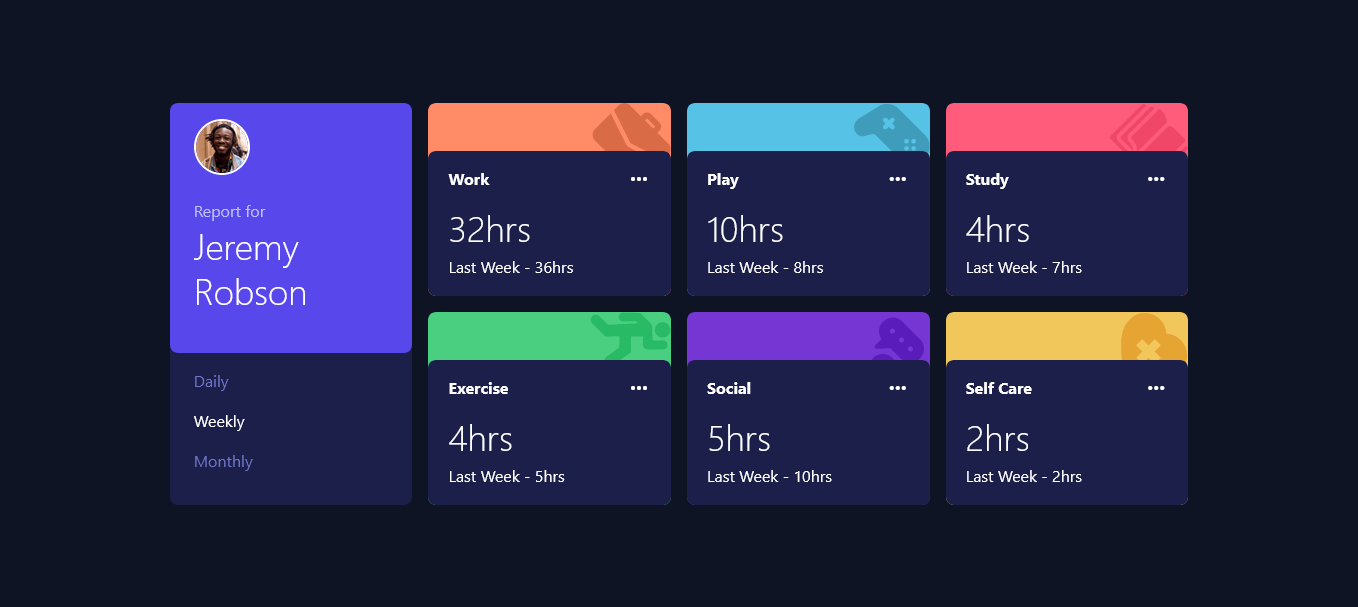 Report for
Jeremy
Robson
Daily
Weekly
Monthly
Work
32hrs
Last Week - 36hrs
Play
10hrs
Last Week - 8hrs
Study
4hrs
Last Week - 7hrs
Exercise
4hrs
Last Week - 5hrs
Social
5hrs
Last Week - 10hrs
Self Care
2hrs
Last Week - 2hrs